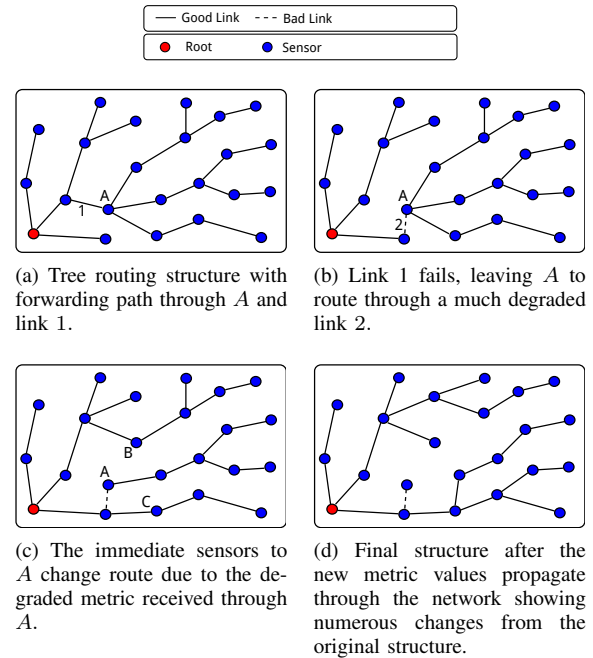 Good Link Bad Link
Root Sensor
A
1
A
2
(a) Tree routing structure with
forwarding path through A and
link 1.
(b) Link 1 fails, leaving A to
route through a much degraded
link 2.
B
A
C
(c) The immediate sensors to
A change route due to the de-
graded metric received through
A.
(d) Final structure after the
new metric values propagate
through the network showing
numerous changes from the
original structure.